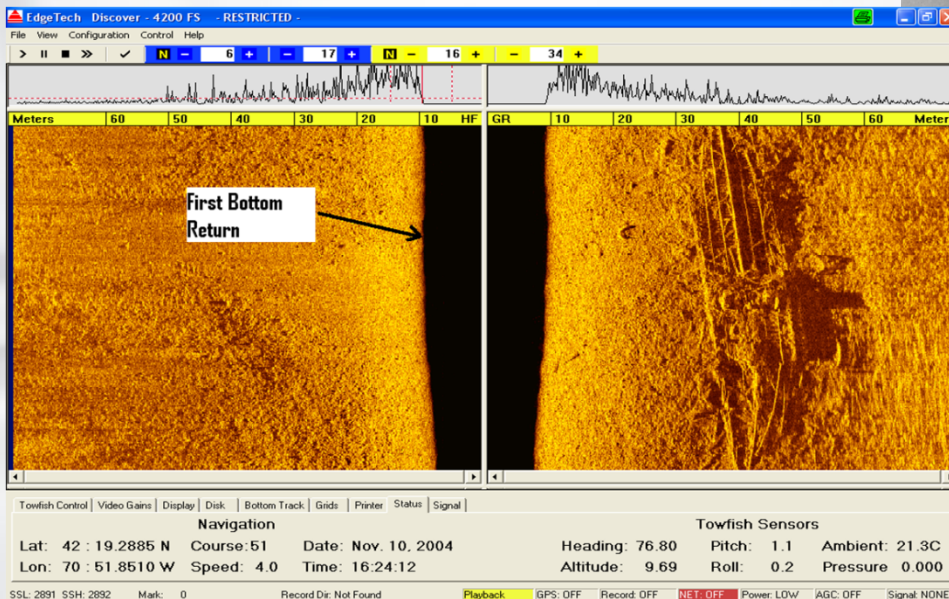 EdgeTech Discover - 4200 FS - RESTRICTED -
File View Configuration Control Help
N - 6 + - 17 + N - 16 + - 34 +
Meters 60 50 40 30 20 10 HF GR 10 20 30 40 50 60 Meter
First Bottom
Return
Towfish Control Video Gains Display Disk Bottom Track Grids Printer Status Signal
Navigation Towfish Sensors
Lat: 42 : 19.2885 N Course:51 Date: Nov. 10, 2004 Heading: 76.80 Pitch: 1.1 Ambient: 21.3C
Lon: 70 : 51.8510 W Speed: 4.0 Time: 16:24:12 Altitude: 9.69 Roll: 0.2 Pressure 0.000
SSL: 2891 SSH: 2892 Mark: 0 Record Dir: Not Found Playback GPS: OFF Record: OFF NET: OFF Power: LOW AGC: OFF Signal: NONE